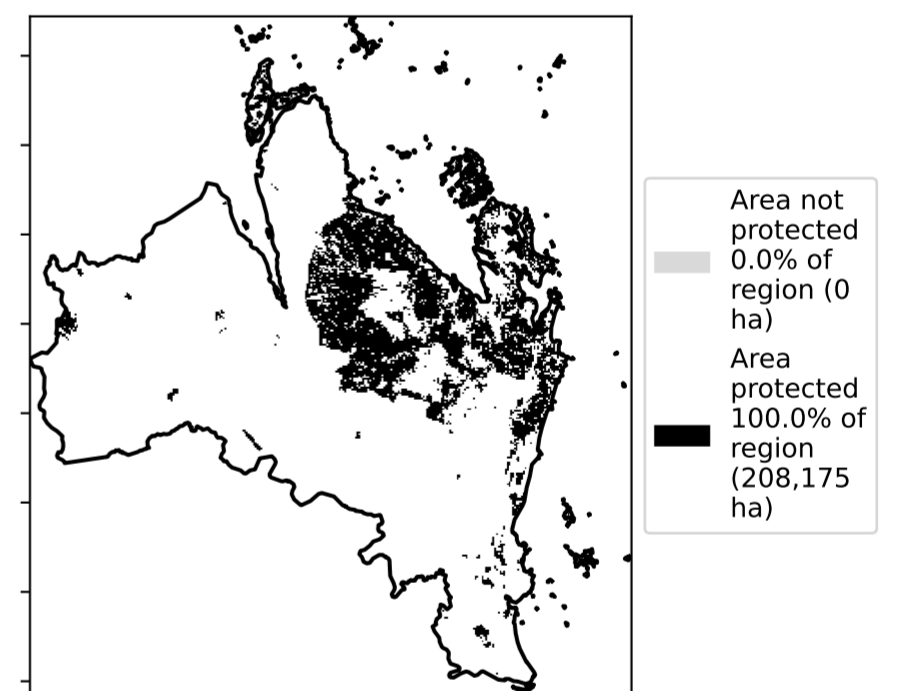 Area not
protected
0.0% of
region (0
ha)
Area
protected
100.0% of
region
(208,175
ha)